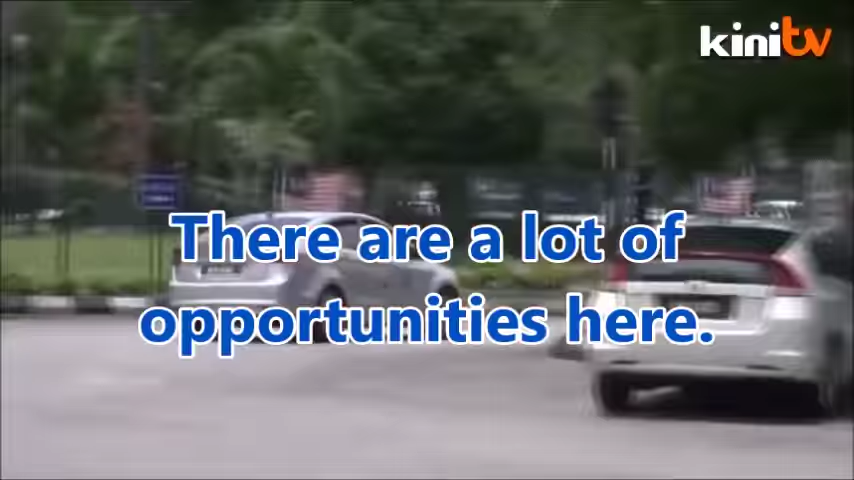 kinitv
There are a lot of
opportunities here.